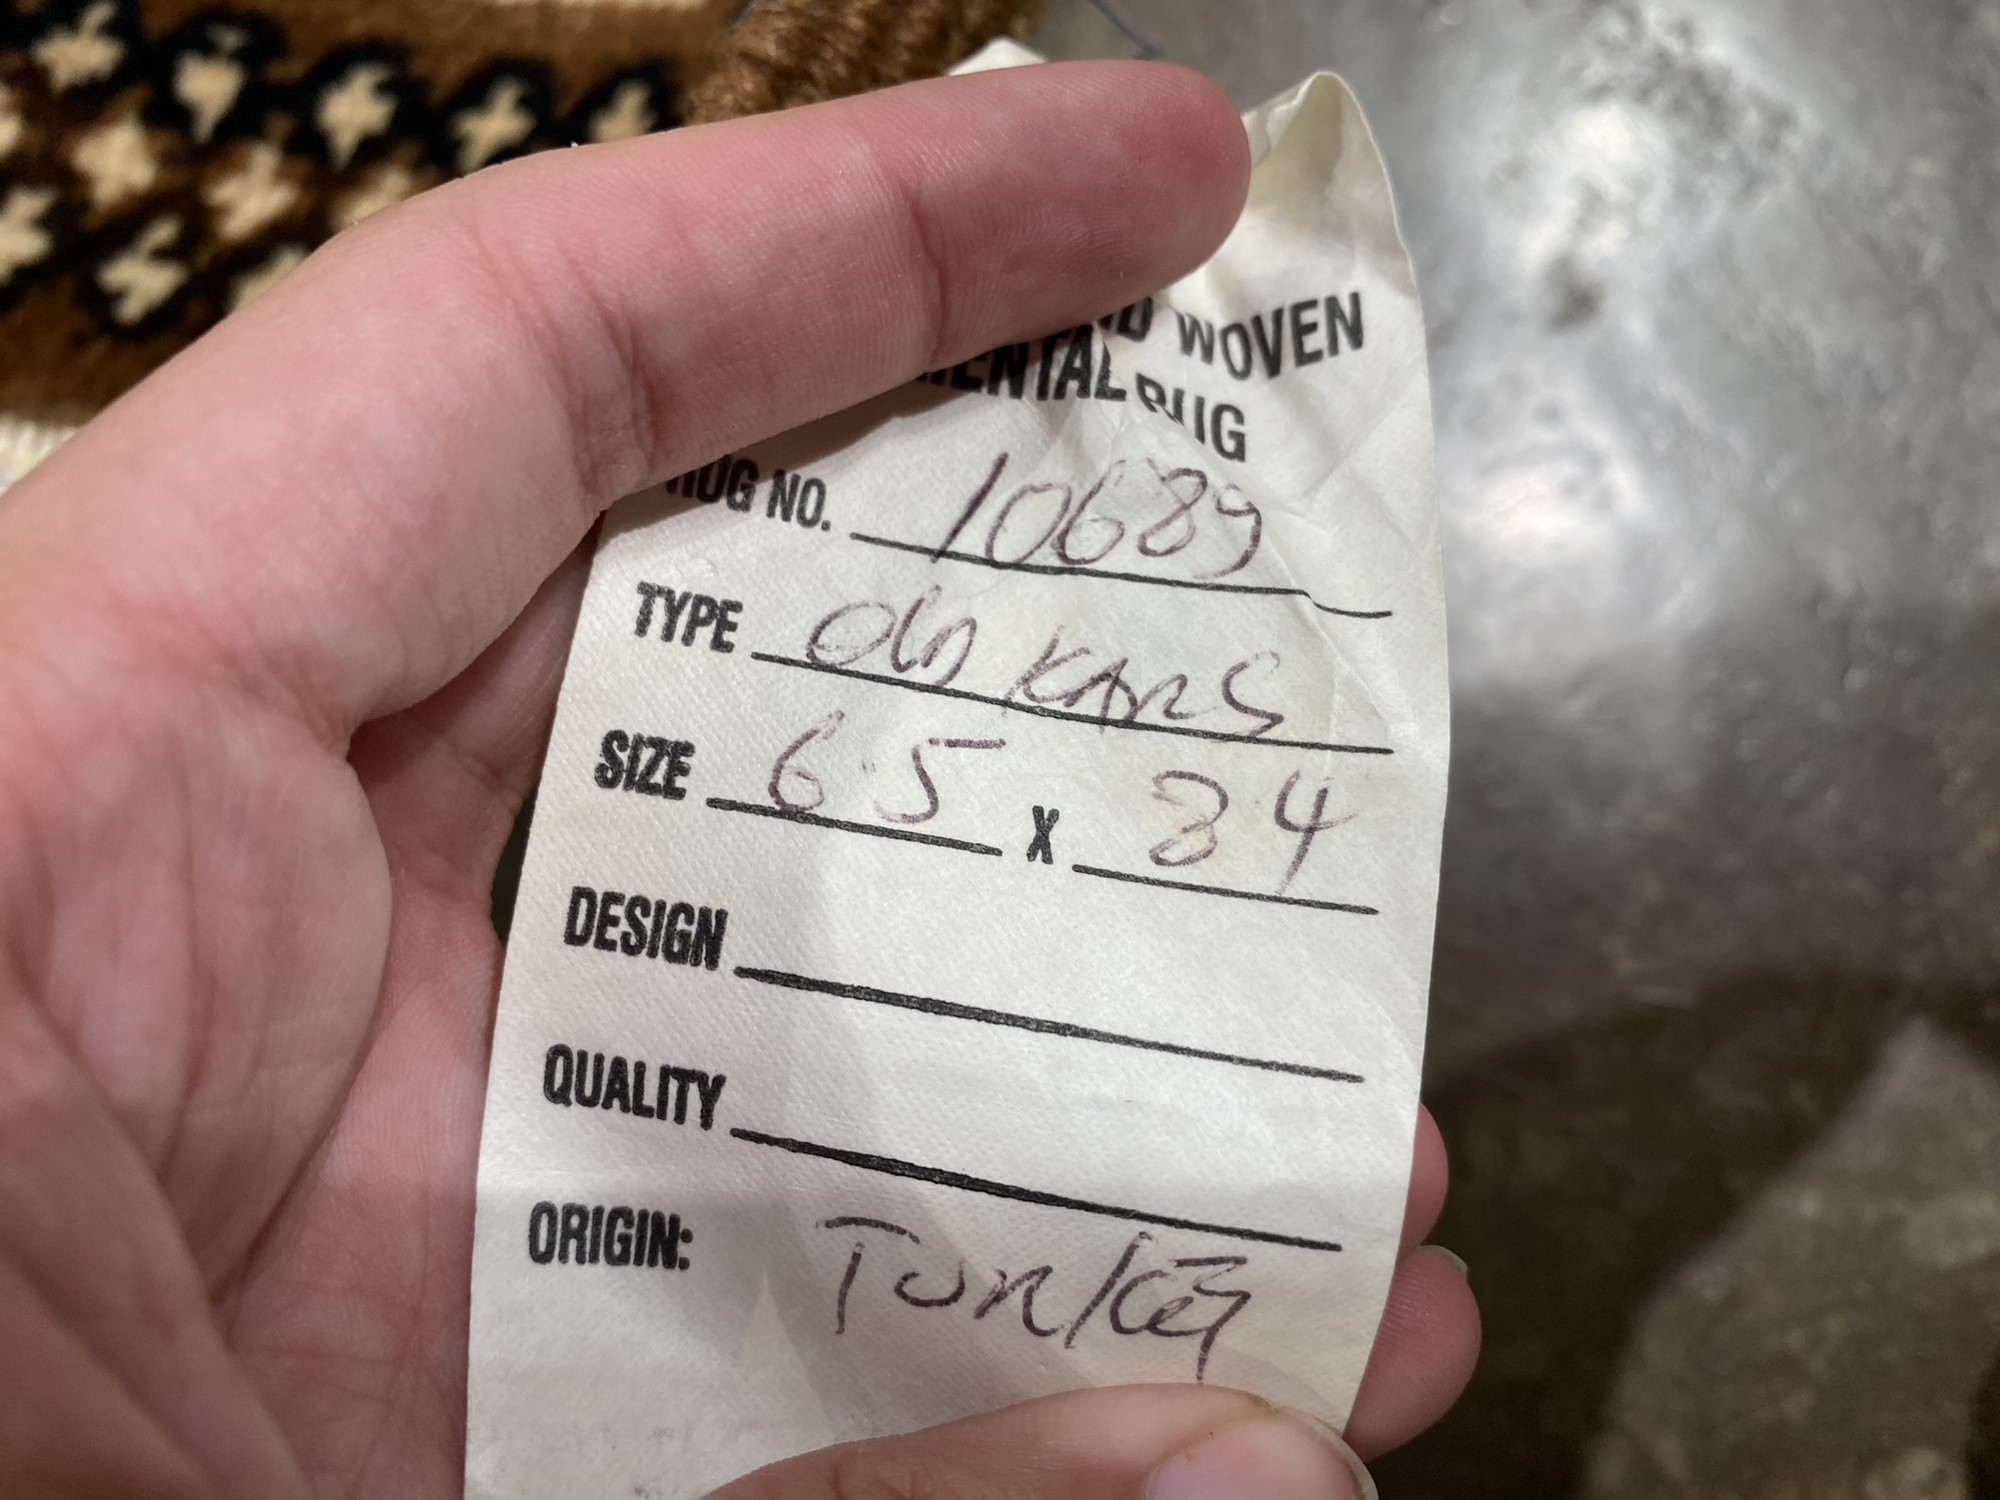 WOVEN
RUG
RUG NO. 10689
TYPE Old KARS
SIZE 6.5 X 3.4
DESIGN
QUALITY
ORIGIN: Turkey